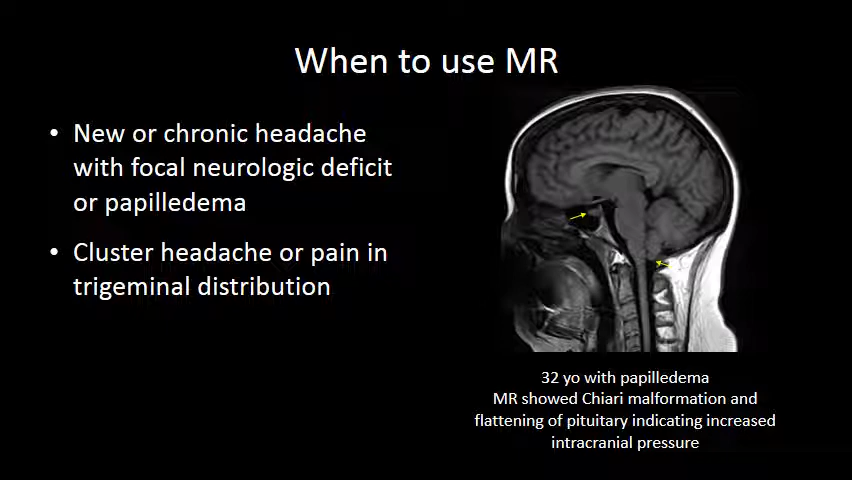 When to use MR
• New or chronic headache
with focal neurologic deficit
or papilledema
• Cluster headache or pain in
trigeminal distribution
32 yo with papilledema
MR showed Chiari malformation and
flattening of pituitary indicating increased
intracranial pressure